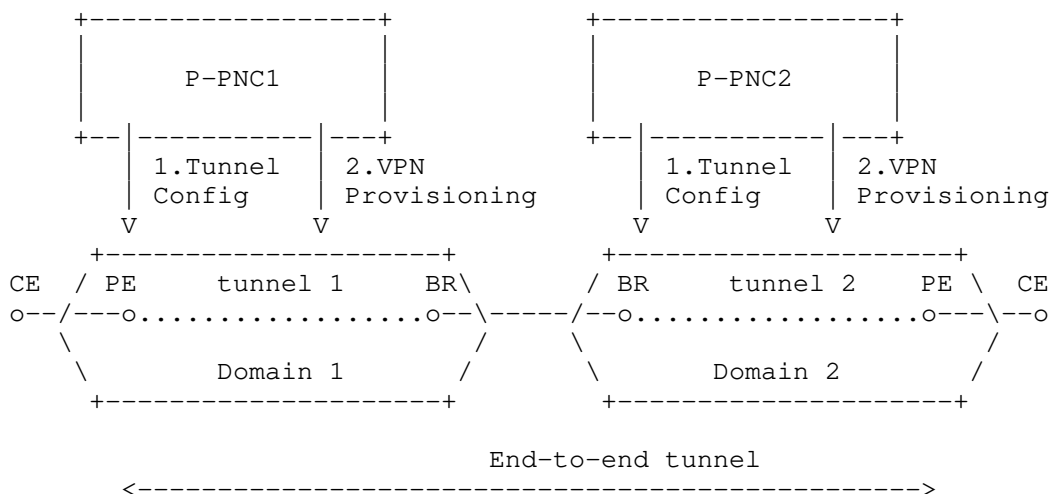 P-PNC1 P-PNC2
1.Tunnel 2.VPN 1.Tunnel 2.VPN
Config Provisioning Config Provisioning
V V V V
CE PE tunnel 1 BR BR tunnel 2 PE CE
Domain 1 Domain 2
End-to-end tunnel